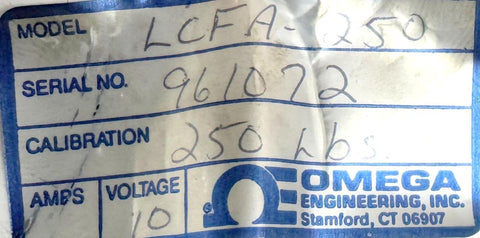 MODEL LCFA-250
SERIAL NO. 961072
CALIBRATION 250 Lbs.
AMPS VOLTAGE 10
OMEGA
ENGINEERING, INC.
Stamford, CT 06907